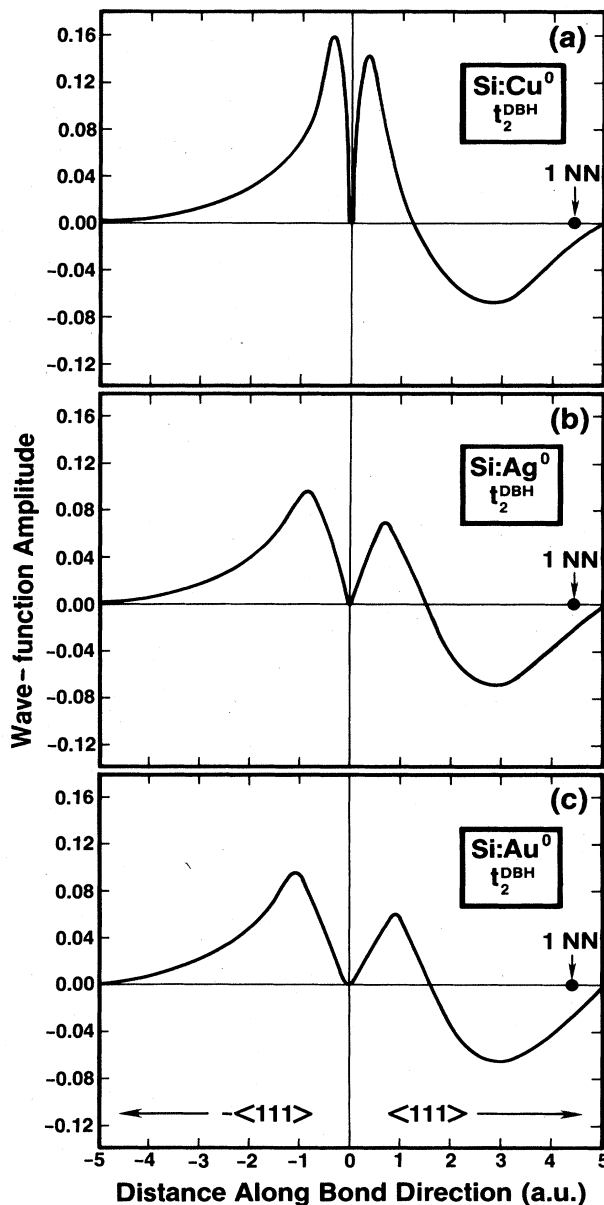 (a)
Si:Cu⁰
t₂ᴰᴮᴴ
1 NN
0.16
0.12
0.08
0.04
0.00
-0.04
-0.08
-0.12
(b)
Si:Ag⁰
t₂ᴰᴮᴴ
1 NN
0.16
0.12
0.08
0.04
0.00
-0.04
-0.08
-0.12
Wave-function Amplitude
(c)
Si:Au⁰
t₂ᴰᴮᴴ
1 NN
0.16
0.12
0.08
0.04
0.00
-0.04
-0.08
-0.12
-<111> <111>
-5 -4 -3 -2 -1 0 1 2 3 4 5
Distance Along Bond Direction (a.u.)